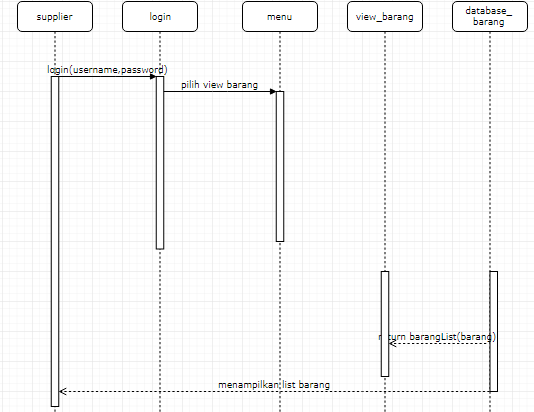 supplier
login
menu
view_barang
database_
barang
login(username,password)
pilih view barang
return barangList(barang)
menampilkan list barang